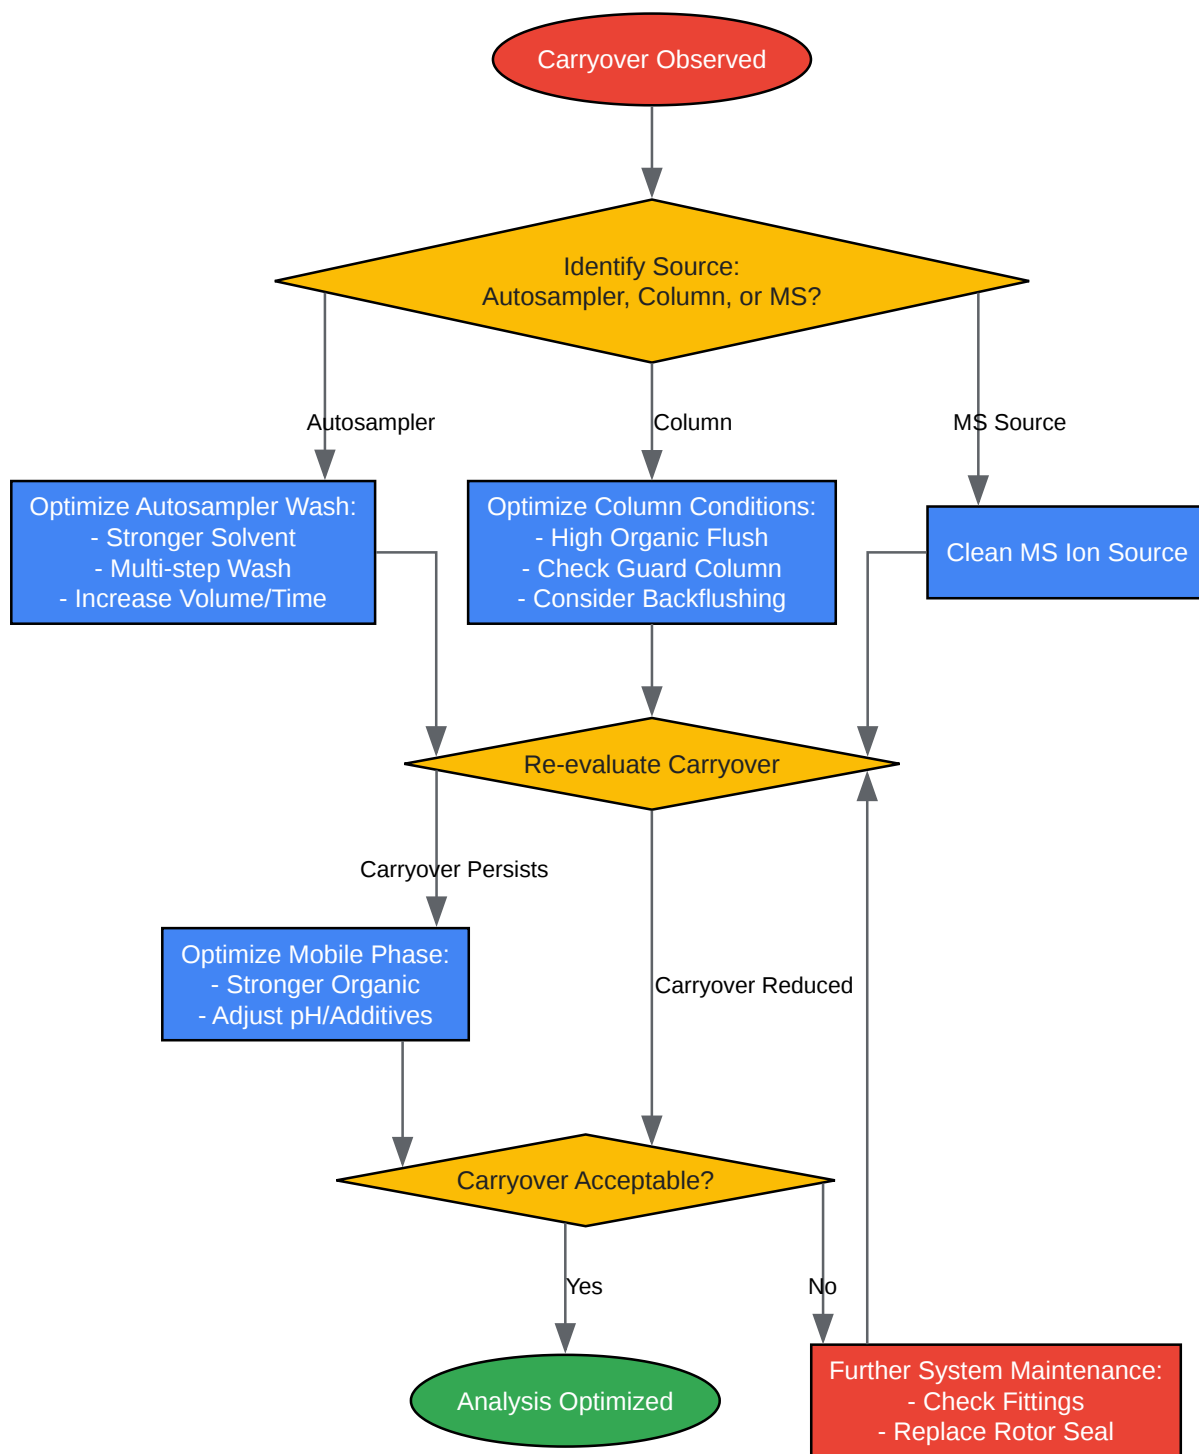 Carryover Observed
Identify Source:
Autosampler, Column, or MS?
Autosampler
Column
MS Source
Optimize Autosampler Wash:
- Stronger Solvent
- Multi-step Wash
- Increase Volume/Time
Optimize Column Conditions:
- High Organic Flush
- Check Guard Column
- Consider Backflushing
Clean MS Ion Source
Re-evaluate Carryover
Carryover Persists
Optimize Mobile Phase:
- Stronger Organic
- Adjust pH/Additives
Carryover Reduced
Carryover Acceptable?
Yes
No
Analysis Optimized
Further System Maintenance:
- Check Fittings
- Replace Rotor Seal